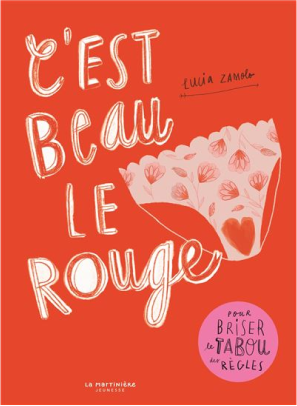 C'EST
Beau
LE
Rouge
LUCIA ZAMOLO
POUR
BRISER
le TABOU
des RÈGLES
LA MARTINIÈRE
JEUNESSE